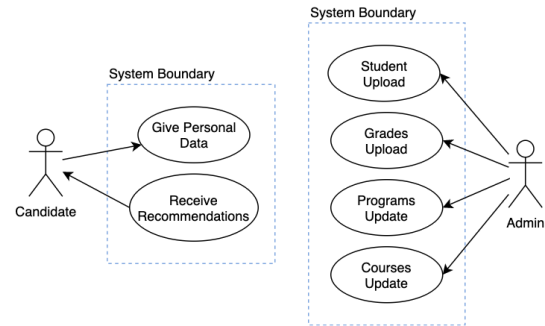 System Boundary
Give Personal
Data
Receive
Recommendations
Candidate
System Boundary
Student
Upload
Grades
Upload
Programs
Update
Courses
Update
Admin